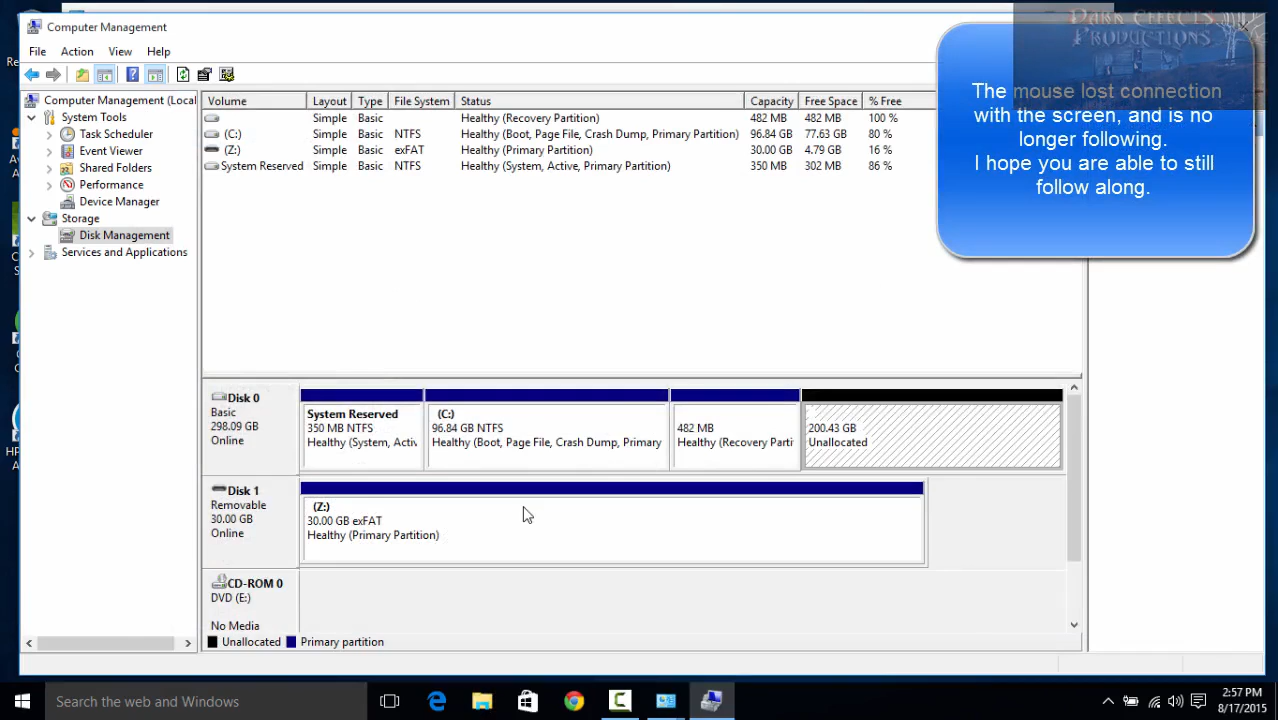 Computer Management
File Action View Help
Computer Management (Local
System Tools
Task Scheduler
Event Viewer
Shared Folders
Performance
Device Manager
Storage
Disk Management
Services and Applications
Volume Layout Type File System Status Capacity Free Space % Free
Simple Basic Healthy (Recovery Partition) 482 MB 482 MB 100 %
(C:) Simple Basic NTFS Healthy (Boot, Page File, Crash Dump, Primary Partition) 96.84 GB 77.63 GB 80 %
(Z:) Simple Basic exFAT Healthy (Primary Partition) 30.00 GB 4.79 GB 16 %
System Reserved Simple Basic NTFS Healthy (System, Active, Primary Partition) 350 MB 302 MB 86 %
Dark Effects
Productions
The mouse lost connection
with the screen, and is no
longer following.
I hope you are able to still
follow along.
Disk 0
Basic
298.09 GB
Online
System Reserved
350 MB NTFS
Healthy (System, Activ
(C:)
96.84 GB NTFS
Healthy (Boot, Page File, Crash Dump, Primary
482 MB
Healthy (Recovery Parti
200.43 GB
Unallocated
Disk 1
Removable
30.00 GB
Online
(Z:)
30.00 GB exFAT
Healthy (Primary Partition)
CD-ROM 0
DVD (E:)
No Media
Unallocated Primary partition
Search the web and Windows
2:57 PM
8/17/2015